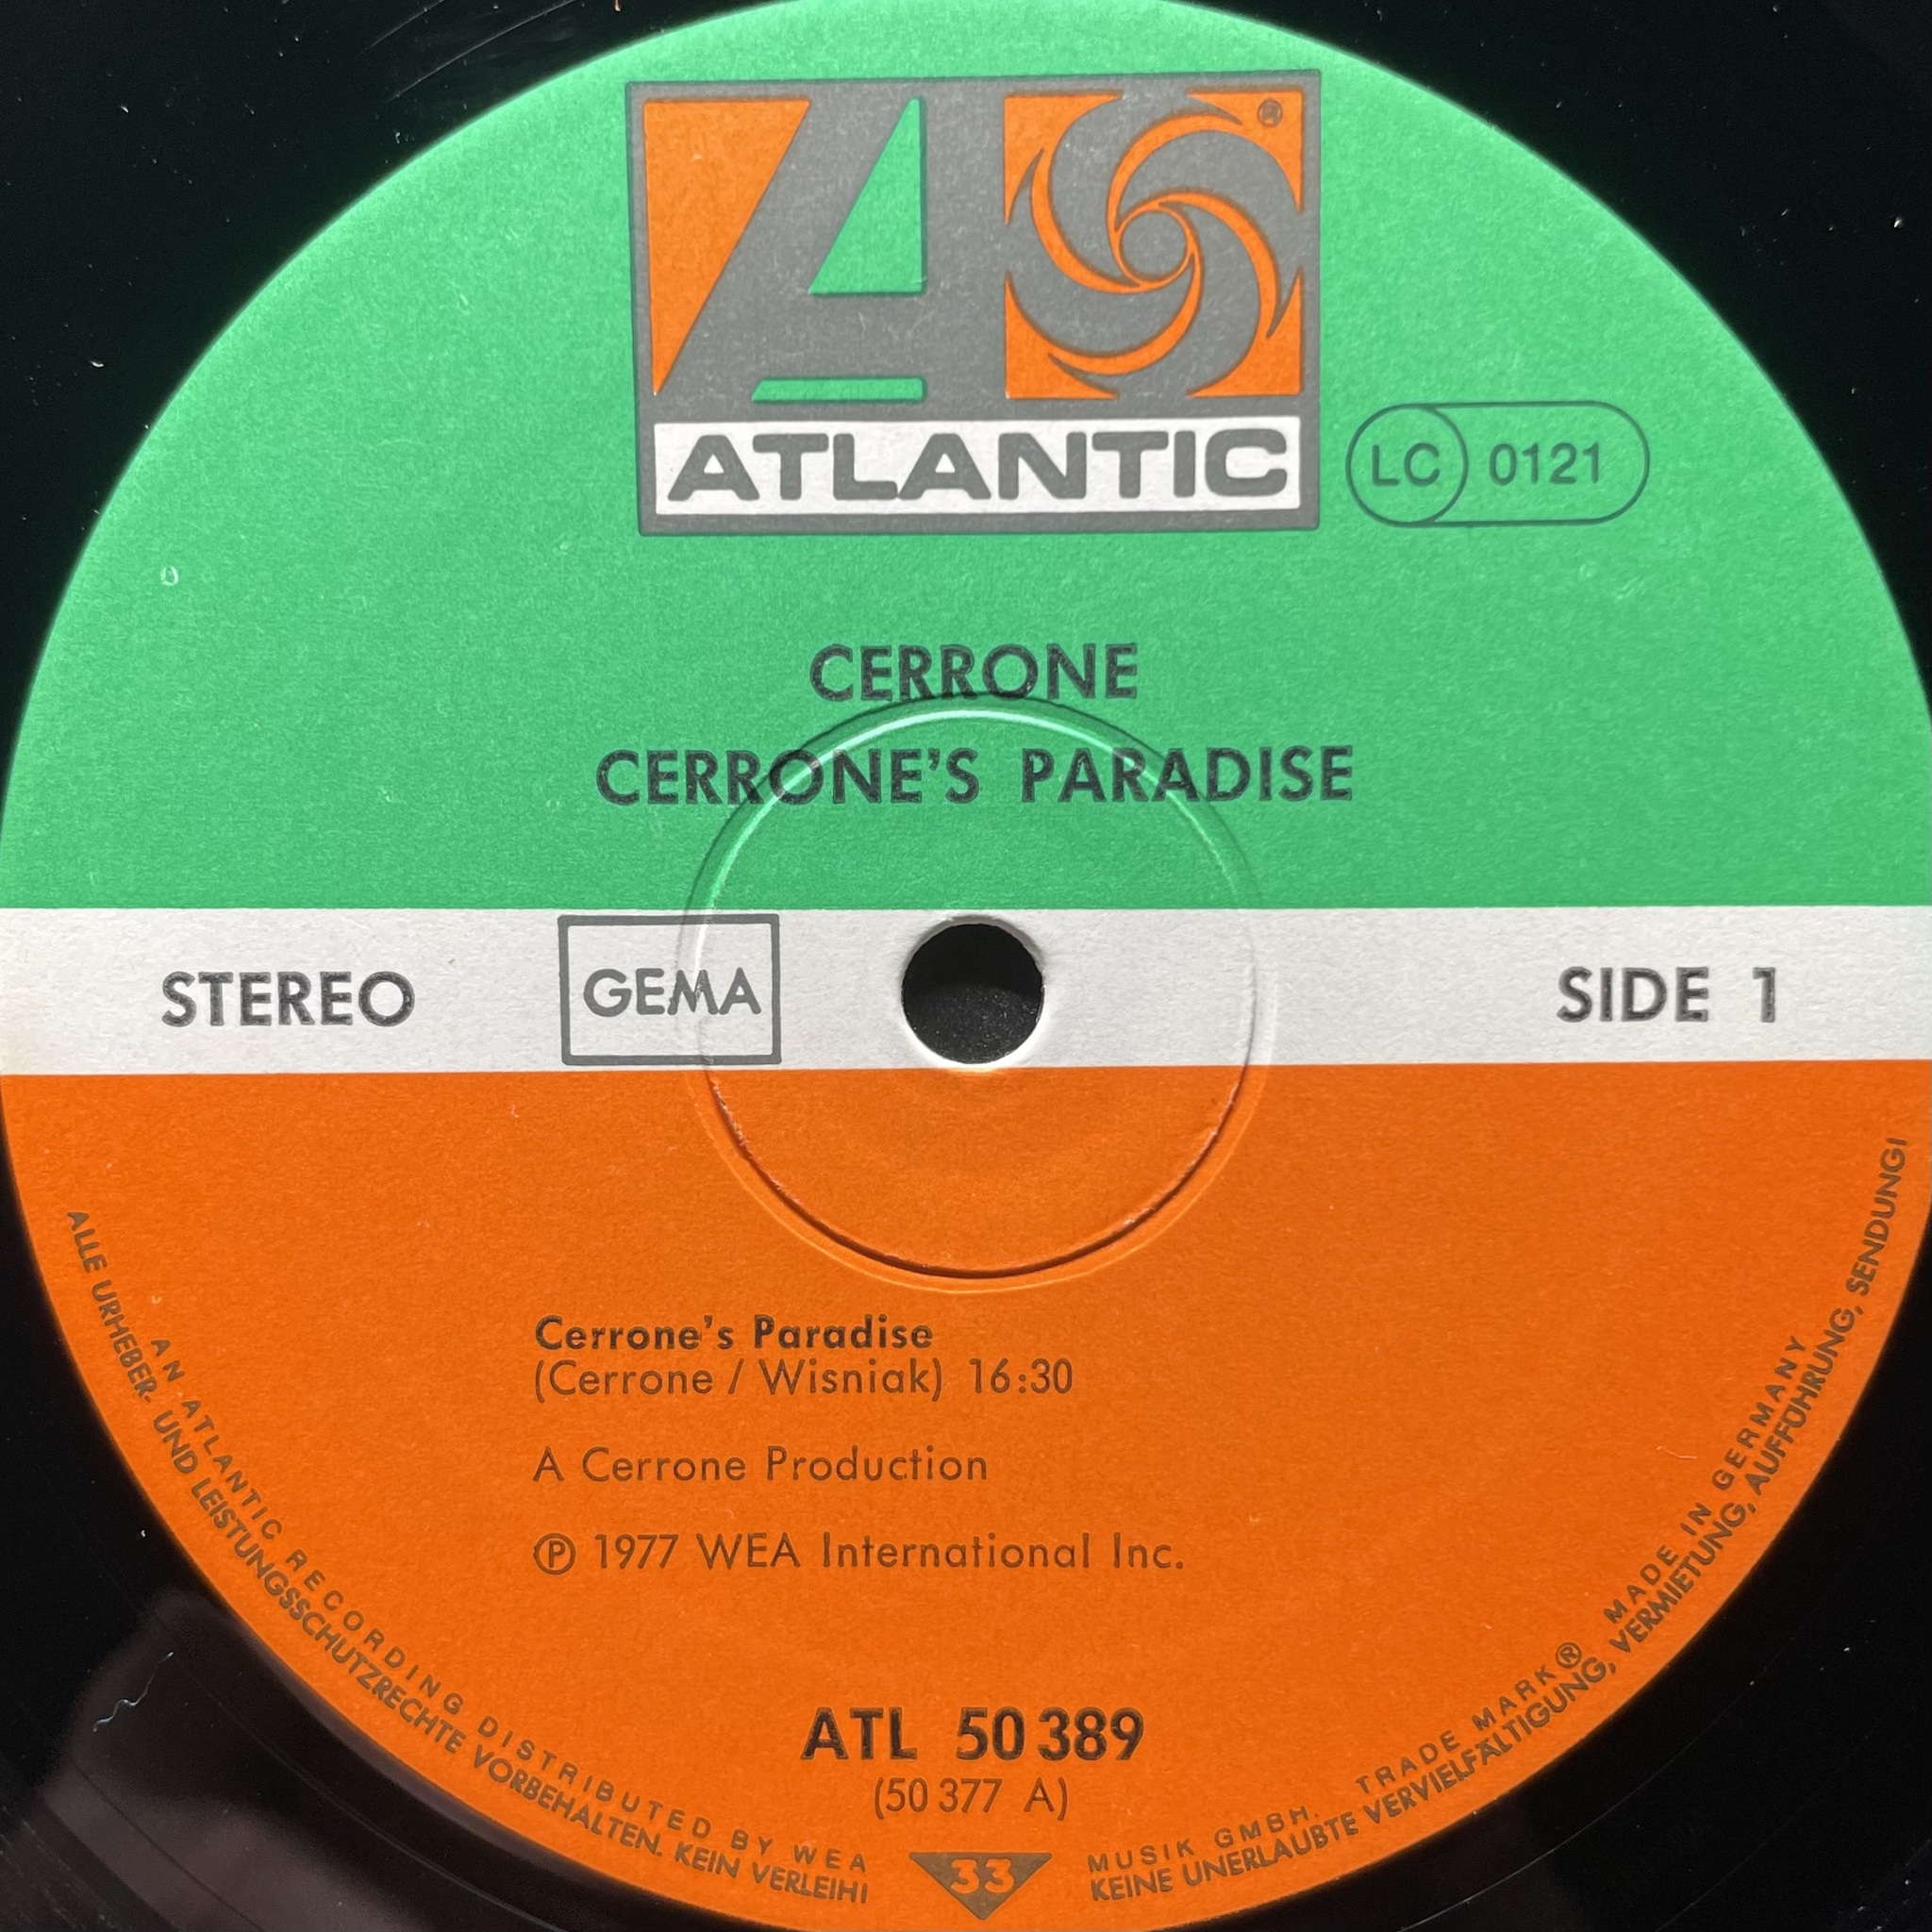 ®
ATLANTIC
LC 0121
CERRONE
CERRONE'S PARADISE
STEREO GEMA SIDE 1
Cerrone's Paradise
(Cerrone / Wisniak) 16:30
A Cerrone Production
℗ 1977 WEA International Inc.
ATL 50 389
(50 377 A)
AN ATLANTIC RECORDING DISTRIBUTED BY WEA MUSIK GMBH. TRADE MARK ® MADE IN GERMANY
ALLE URHEBER- UND LEISTUNGSSCHUTZRECHTE VORBEHALTEN. KEIN VERLEIH! KEINE UNERLAUBTE VERVIELFÄLTIGUNG, VERMIETUNG, AUFFÜHRUNG, SENDUNG!
33